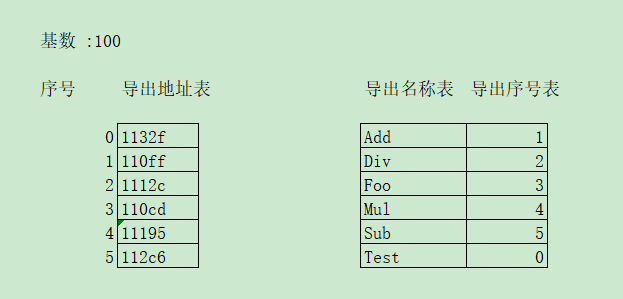 基数 :100
序号 导出地址表 导出名称表 导出序号表
0 1132f Add 1
1 110ff Div 2
2 1112c Foo 3
3 110cd Mul 4
4 11195 Sub 5
5 112c6 Test 0